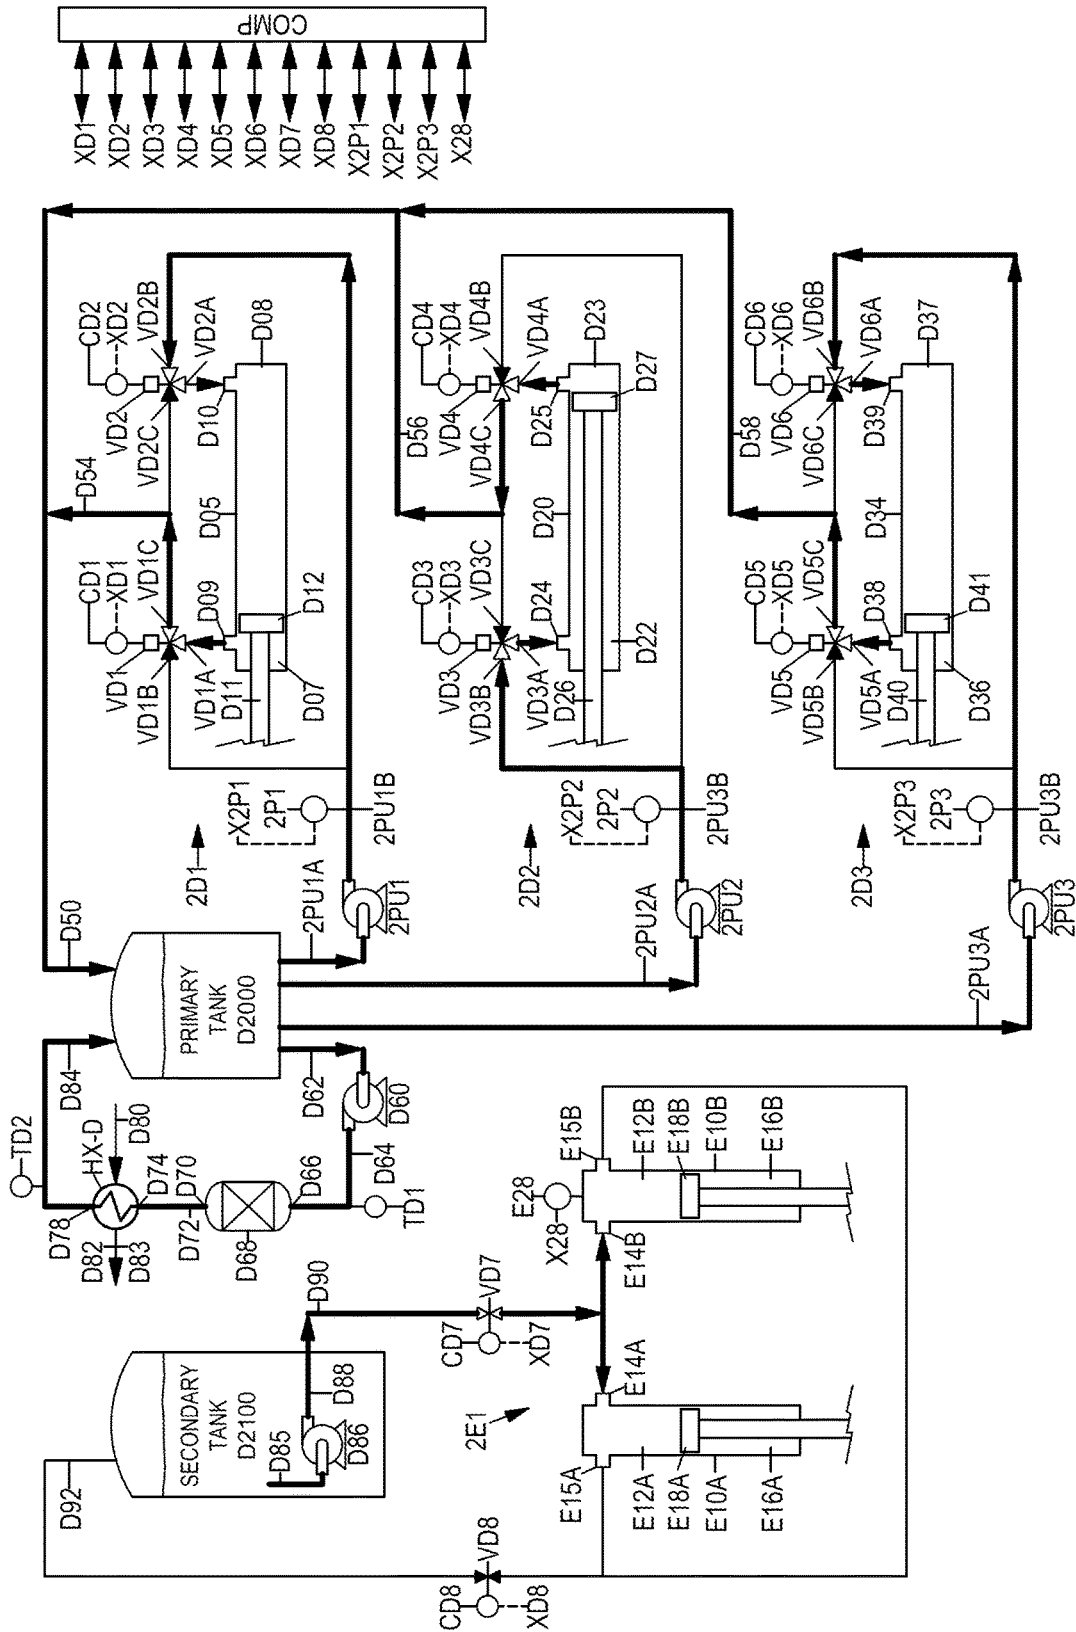 COMP
XD1
XD2
XD3
XD4
XD5
XD6
XD7
XD8
X2P1
X2P2
X2P3
X28
CD2
XD2
VD2B
VD2A
D08
VD2
VD2C
D10
D54
D05
CD1
XD1
VD1C
D09
D12
VD1
VD1B
VD1A
D11
D07
X2P1
2P1
2PU1B
2D1
2PU1A
2PU1
CD4
XD4
VD4B
VD4A
D23
D27
D56
VD4
VD4C
D25
D20
CD3
XD3
VD3C
D24
D22
VD3
VD3B
VD3A
D26
X2P2
2P2
2PU3B
2D2
2PU2A
2PU2
CD6
XD6
VD6B
VD6A
D37
D58
VD6
VD6C
D39
D34
CD5
XD5
VD5C
D38
D41
VD5
VD5B
VD5A
D40
D36
X2P3
2P3
2PU3B
2D3
2PU3A
2PU3
D50
PRIMARY
TANK
D2000
D84
D62
D60
D64
TD2
HX-D
D80
D74
D70
D66
TD1
D78
D82
D83
D72
D68
D90
SECONDARY
TANK
D2100
D88
D85
D86
D92
VD7
CD7
XD7
2E1
E15B
E28
X28
E14B
E12B
E18B
E10B
E16B
E14A
E15A
E12A
E18A
E10A
E16A
VD8
CD8
XD8